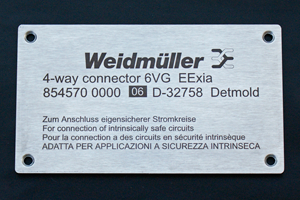 Weidmüller
4-way connector 6VG EExia
854570 0000 06 D-32758 Detmold
Zum Anschluss eigensicherer Stromkreise
For connection of intrinsically safe circuits
Pour la connection a des circuits en sécurité intrinsèque
ADATTA PER APPLICAZIONI A SICUREZZA INTRINSECA